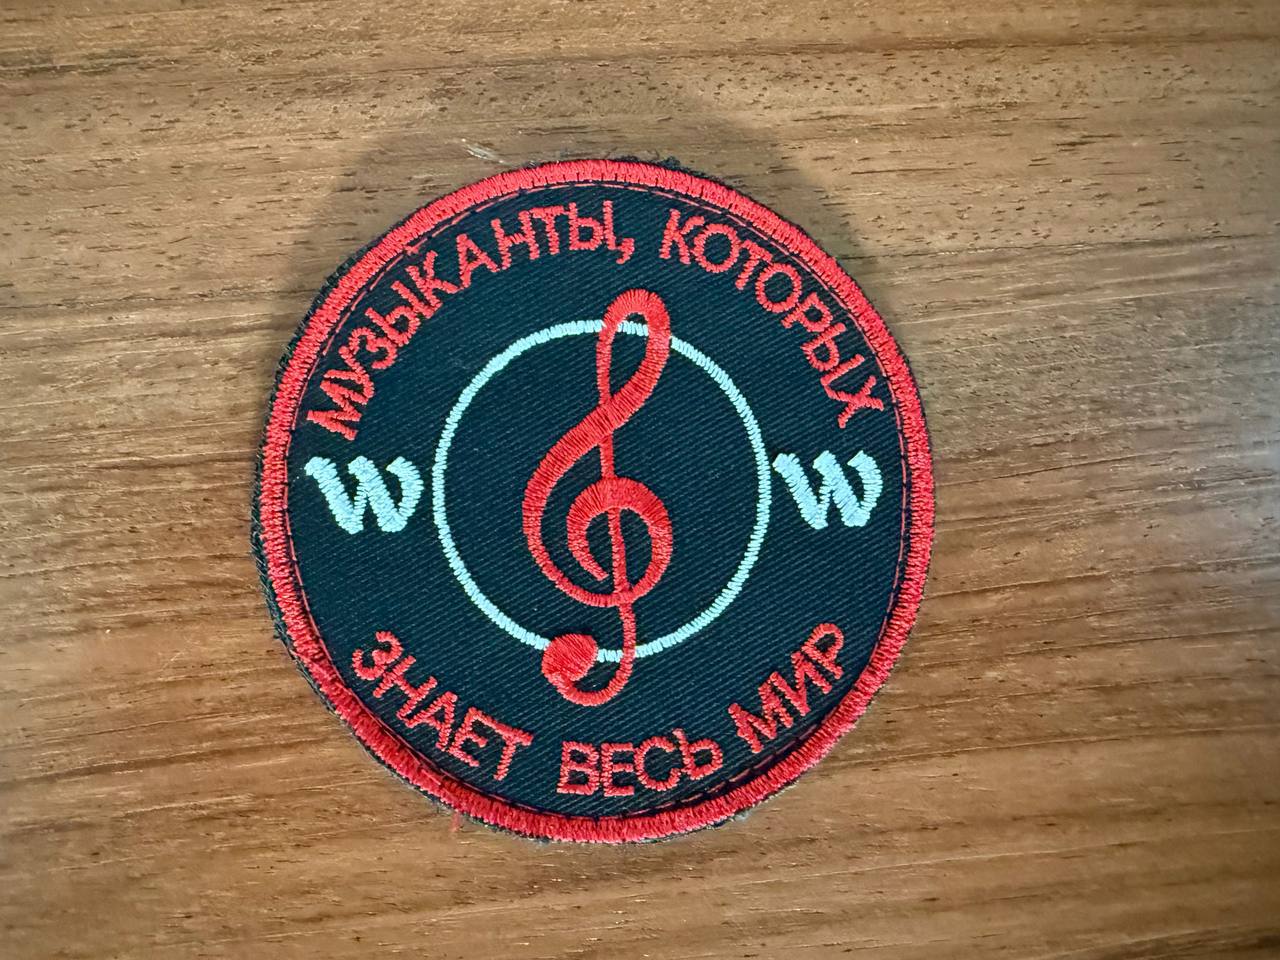 МУЗЫКАНТЫ, КОТОРЫХ
W W
ЗНАЕТ ВЕСЬ МИР